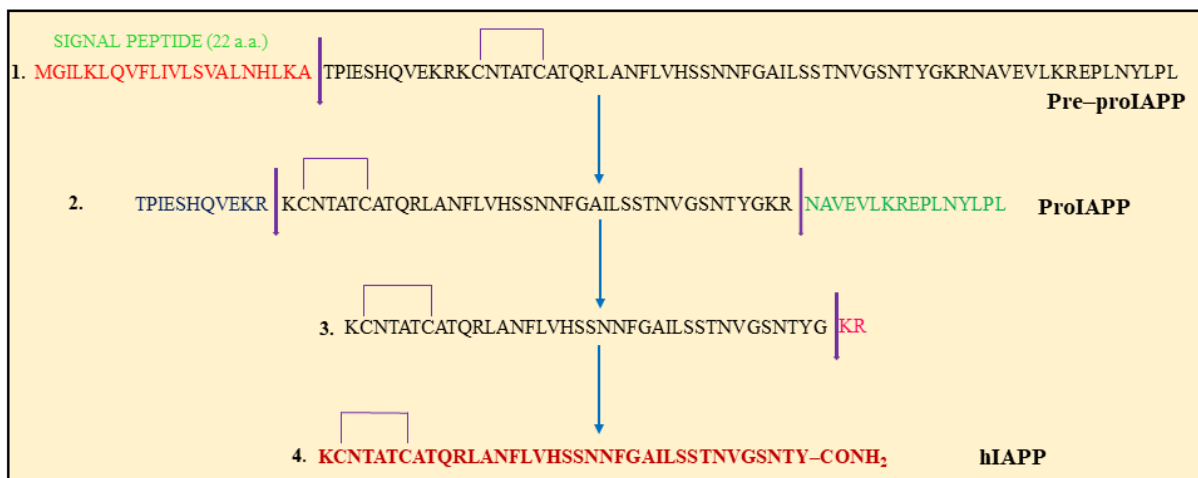 SIGNAL PEPTIDE (22 a.a.)
1. MGILKLQVFLIVLSVALNHLKA TPIESHQVEKRKCNTATCATQRLANFLVHSSNNFGAILSSTNVGSNTYGKRNAVEVLKREPLNYLPL
Pre–proIAPP
2. TPIESHQVEKR KCNTATCATQRLANFLVHSSNNFGAILSSTNVGSNTYGKR NAVEVLKREPLNYLPL ProIAPP
3. KCNTATCATQRLANFLVHSSNNFGAILSSTNVGSNTYG KR
4. KCNTATCATQRLANFLVHSSNNFGAILSSTNVGSNTY–CONH₂ hIAPP